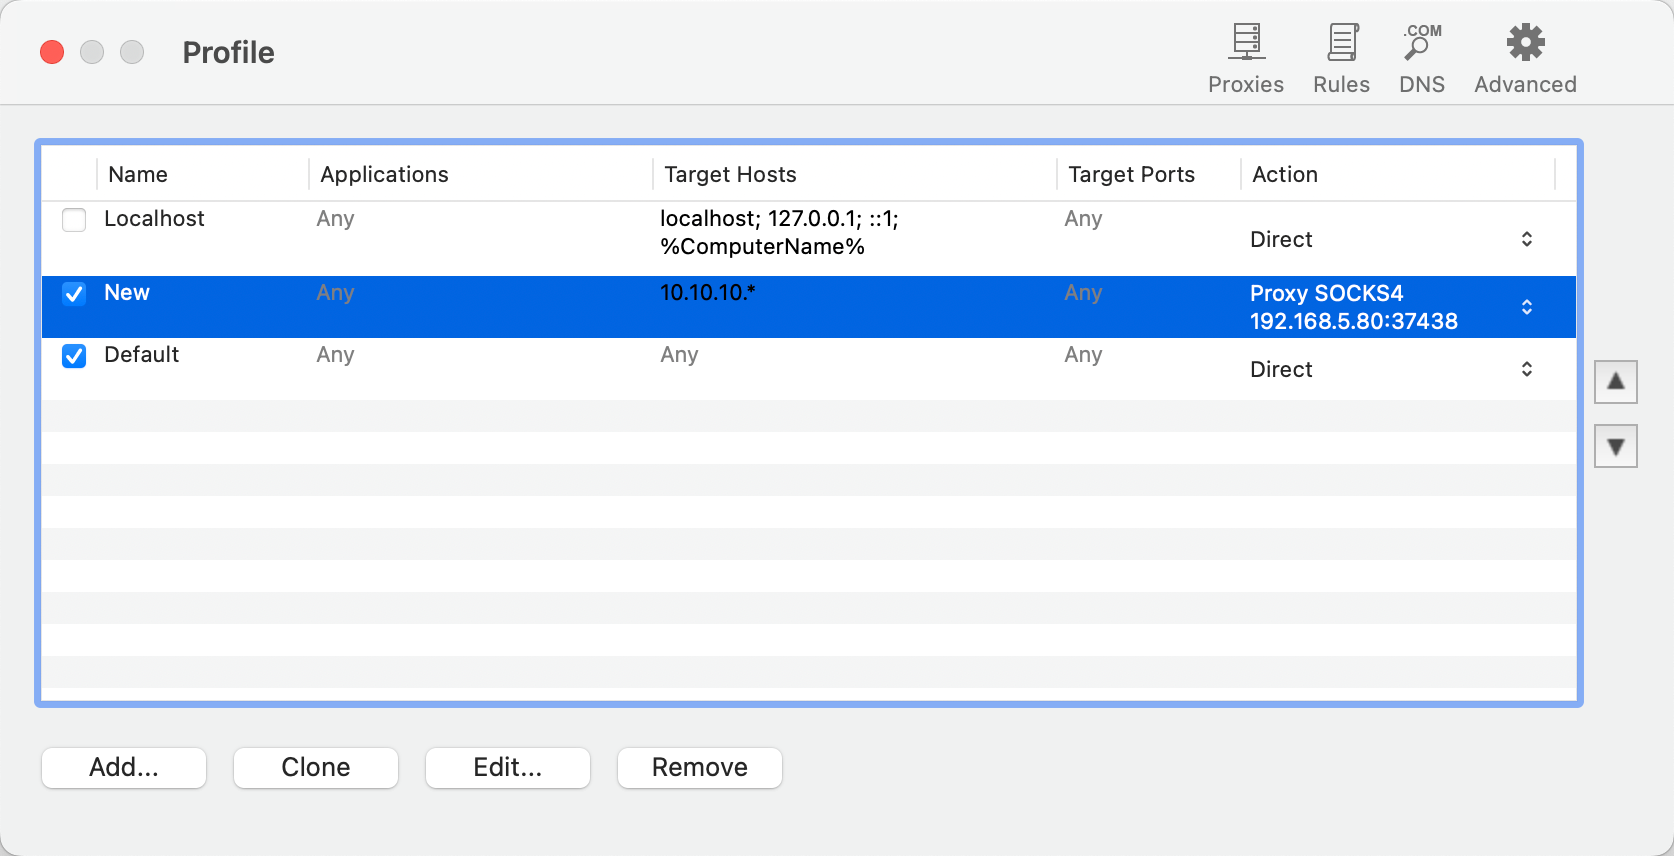 Profile
.COM
Proxies Rules DNS Advanced
Name Applications Target Hosts Target Ports Action
Localhost Any localhost; 127.0.0.1; ::1; Any Direct
%ComputerName%
New Any 10.10.10.* Any Proxy SOCKS4
192.168.5.80:37438
Default Any Any Any Direct
Add... Clone Edit... Remove